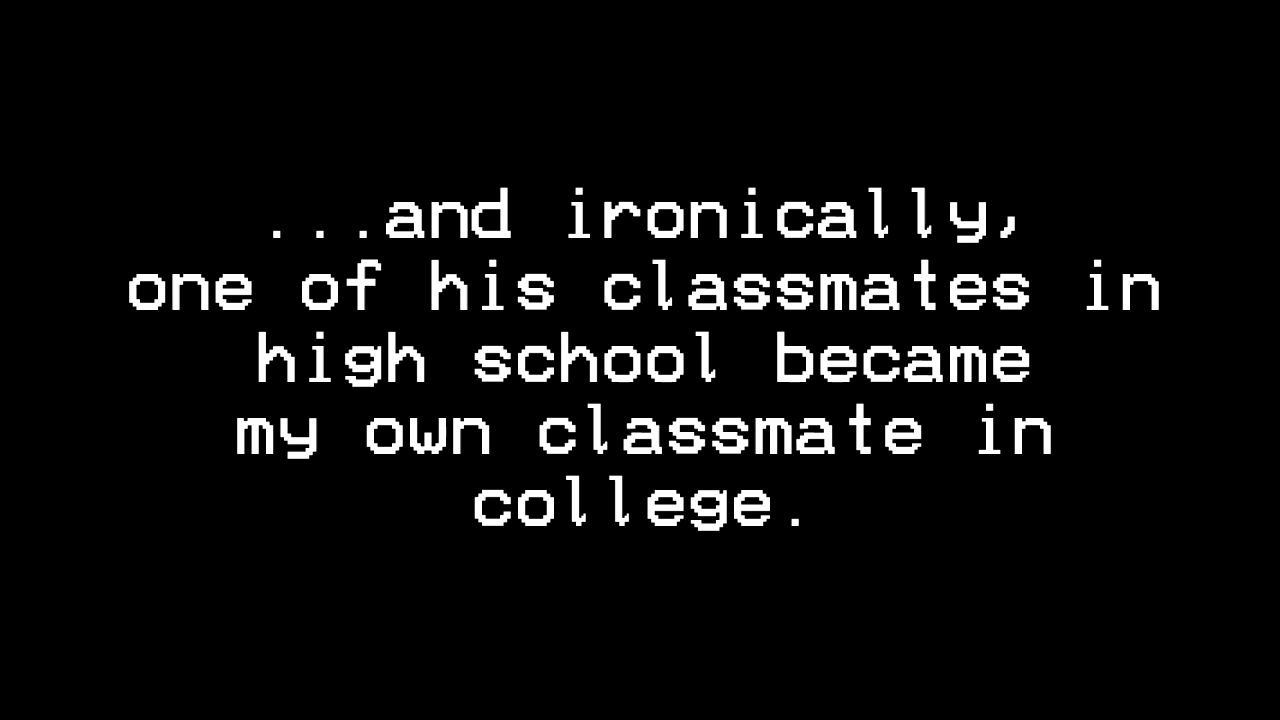 ...and ironically,
one of his classmates in
high school became
my own classmate in
college.